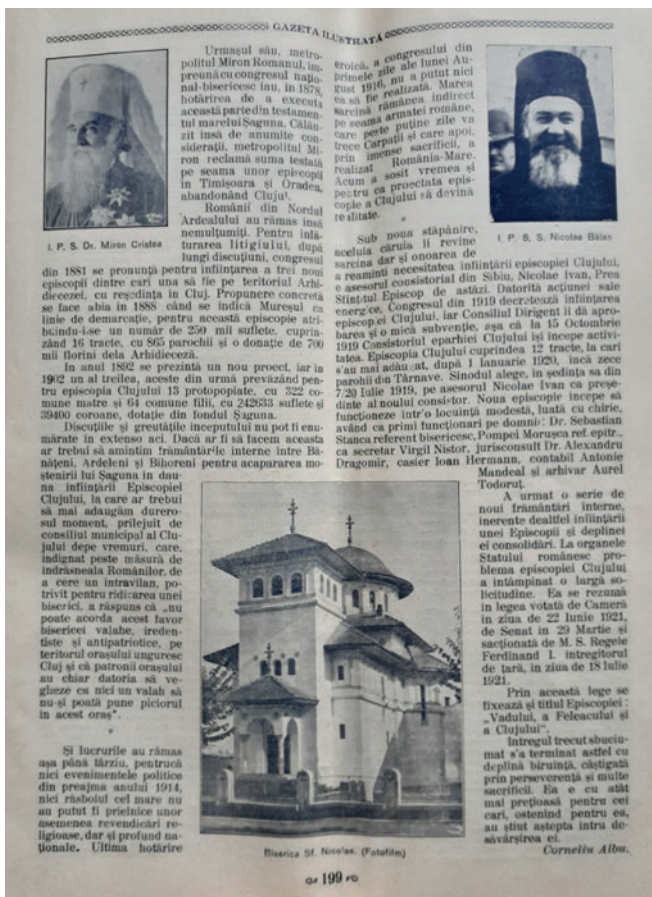 GAZETA ILUSTRATĂ
I. P. S. Dr. Miron Cristea
Urmașul său, metro-
politul Miron Romanul, îm-
preună cu congresul națio-
nal-bisericesc iau, în 1878,
hotărîrea de a executa
această parte din testamen-
tul marelui Șaguna. Călău-
zit însă de anumite con-
siderații, metropolitul Mi-
ron reclamă suma testată
pe seama unor episcopii
în Timișoara și Oradea,
abandonând Clujul.
Românii din Nordul
Ardealului au rămas însă
nemulțumiți. Pentru înlă-
turarea litigiului, după
lungi discuțiuni, congresul
din 1881 se pronunță pentru înființarea a trei noui
episcopii dintre cari una să fie pe teritorul Arhi-
diecezei, cu reședința în Cluj. Propunere concretă
se face abia în 1888 când se indică Mureșul ca
linie de demarcație, pentru această episcopie atri-
buindu-i-se un număr de 250 mii suflete, cuprin-
zând 16 tracte, cu 865 parochii și o donație de 700
mii florini dela Arhidieceză.
In anul 1892 se prezintă un nou proect, iar în
1902 un al treilea, aceste din urmă prevăzând pen-
tru episcopia Clujului 13 protopopiate, cu 322 co-
mune matre și 64 comune filii, cu 242633 suflete și
39400 coroane, dotație din fondul Șaguna.
Discuțiile și greutățile începutului nu pot fi enu-
mărate in extenso aci. Dacă ar fi să facem aceasta
ar trebui să amintim frământările interne între Bă-
nățeni, Ardeleni și Bihoreni pentru acapararea mo-
ștenirii lui Șaguna în dau-
na înființării Episcopiei
Clujului, la care ar trebui
să mai adaugăm durero-
sul moment, prilejuit de
consiliul municipal al Clu-
jului depe vremuri, care,
indignat peste măsură de
îndrăsneala Românilor, de
a cere un intravilan, po-
trivit pentru ridicarea unei
biserici, a răspuns că „nu
poate acorda acest favor
bisericei valahe, ireden-
tiste și antipatriotice, pe
teritorul orașului unguresc
Cluj și că patronii orașului
au chiar datoria să ve-
gheze ca nici un valah să
nu-și poată pune piciorul
în acest oraș".
*
Și lucrurile au rămas
așa până târziu, pentrucă
nici evenimentele politice
din preajma anului 1914,
nici răsboiul cel mare nu
au putut fi prielnice unor
asemenea revendicări re-
ligioase, dar și profund na-
ționale. Ultima hotărîre
eroică, a congresului din
primele zile ale lunei Au-
gust 1916, nu a putut nici
ea să fie realizată. Marea
sarcină rămânea indirect
pe seama armatei române,
care peste puține zile va
trece Carpații și care apoi,
prin imense sacrificii, a
realizat România-Mare.
Acum a sosit vremea și
pentru ca proectata epis-
copie a Clujului să devină
realitate.
*
I. P. S. S. Nicolae Bălan
Sub noua stăpânire,
aceluia căruia îi revine
sarcina dar și onoarea de
a reaminti necesitatea înființării episcopiei Clujului,
e asesorul consistorial din Sibiu, Nicolae Ivan, Prea
Sfințitul Episcop de astăzi. Datorită acțiunei sale
energice, Congresul din 1919 decretează înființarea
episcopiei Clujului, iar Consiliul Dirigent îi dă apro-
barea și o mică subvenție, așa că la 15 Octombrie
1919 Consistoriul eparhiei Clujului își începe activi-
tatea. Episcopia Clujului cuprindea 12 tracte, la cari
s'au mai adăugat, după 1 Ianuarie 1920, încă zece
parohii din Târnave. Sinodul alege, în ședința sa din
7/20 Iulie 1919, pe asesorul Nicolae Ivan ca preșe-
dinte al noului consistor. Noua episcopie începe să
funcționeze într'o locuință modestă, luată cu chirie,
având ca primi funcționari pe domnii: Dr. Sebastian
Stanca referent bisericesc, Pompei Morușca ref. epitr.,
ca secretar Virgil Nistor, jurisconsult Dr. Alexandru
Dragomir, casier Ioan Hermann, contabil Antonie
Mandeal și arhivar Aurel
Todoruț.
A urmat o serie de
noui frământări interne,
inerente dealtfel înființării
unei Episcopii și deplinei
ei consolidări. La organele
Statului românesc pro-
blema episcopiei Clujului
a întâmpinat o largă so-
licitudine. Ea se rezumă
în legea votată de Cameră
în ziua de 22 Iunie 1921,
de Senat în 29 Martie și
sacționată de M. S. Regele
Ferdinand I. întregitorul
de țară, în ziua de 18 Iulie
1921.
Prin această lege se
fixează și titlul Episcopiei:
„Vadului, a Feleacului și
a Clujului".
Intregul trecut sbuciu-
mat s'a terminat astfel cu
deplină biruință, câștigată
prin perseverență și multe
sacrificii. Ea e cu atât
mai prețioasă pentru cei
cari, ostenind pentru ea,
au știut aștepta întru de-
săvârșirea ei.
Corneliu Albu.
Biserica Sf. Nicolae. (Fotofilm)
199